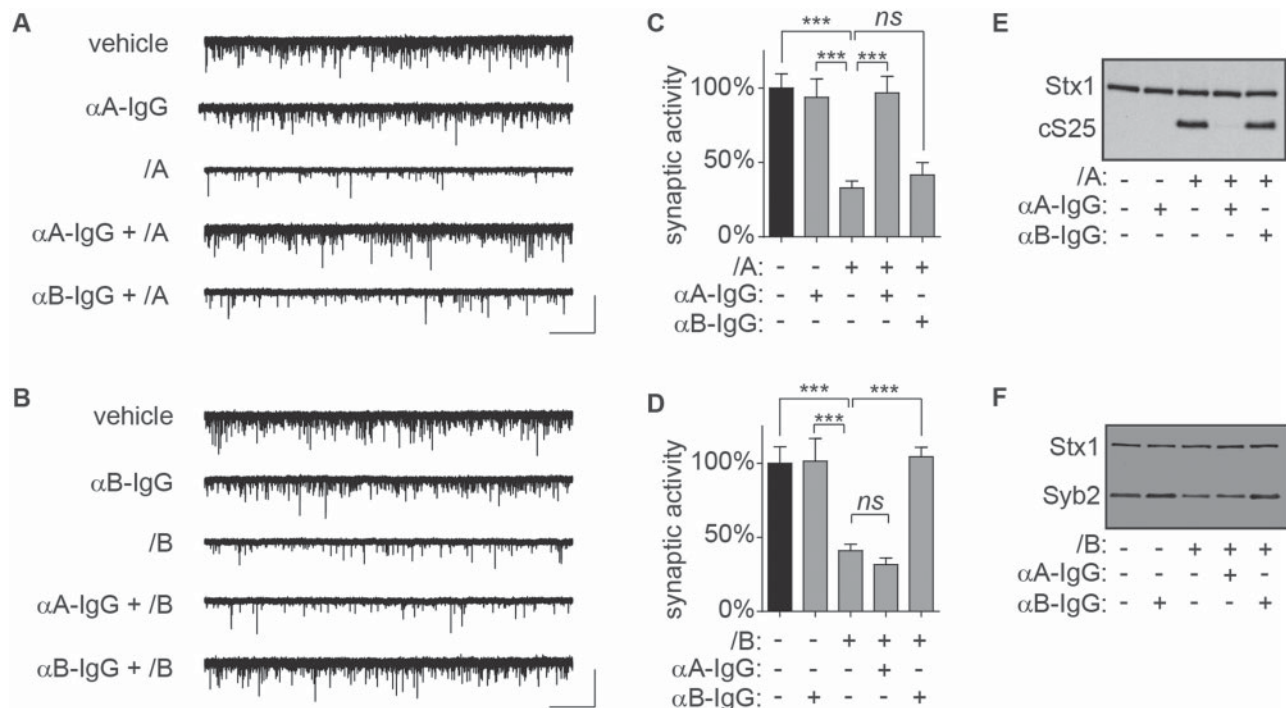 A
vehicle
αA-IgG
/A
αA-IgG + /A
αB-IgG + /A
B
vehicle
αB-IgG
/B
αA-IgG + /B
αB-IgG + /B
C
*** ns
*** ***
100%
50%
0%
synaptic activity
/A: - - + + +
αA-IgG: - + - + -
αB-IgG: - - - - +
D
*** ***
***
ns
100%
50%
0%
synaptic activity
/B: - - + + +
αA-IgG: - - - + -
αB-IgG: - + - - +
E
Stx1
cS25
/A: - - + + +
αA-IgG: - + - + -
αB-IgG: - - - - +
F
Stx1
Syb2
/B: - - + + +
αA-IgG: - - - + -
αB-IgG: - + - - +